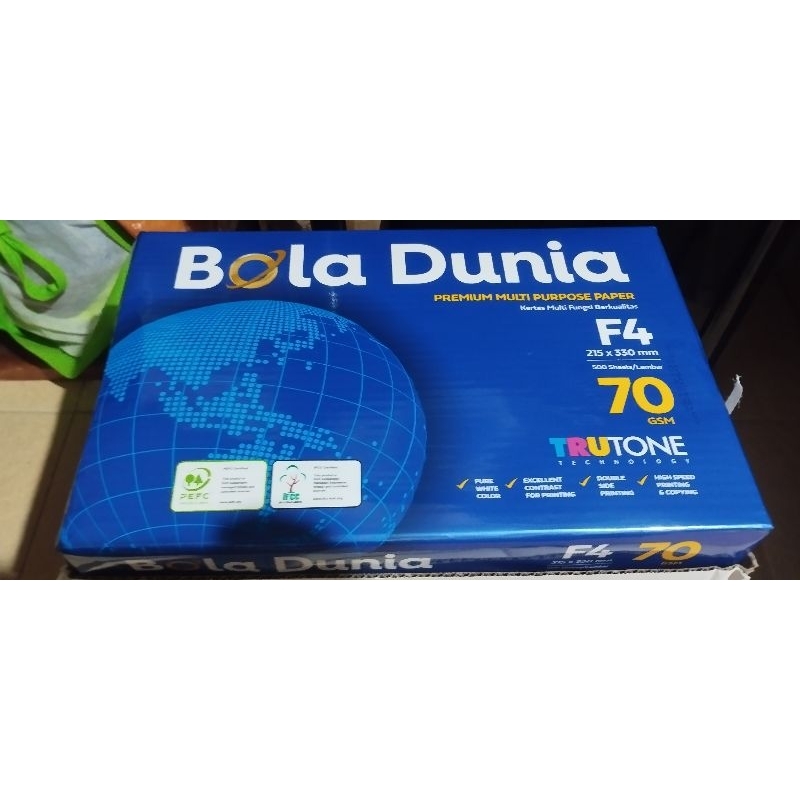 Bola Dunia
PREMIUM MULTI PURPOSE PAPER
Kertas Multi Fungsi Berkualitas
F4
215 x 330 mm
500 Sheets/Lembar
70
GSM
TRUTONE
TECHNOLOGY
PURE WHITE COLOR
EXCELLENT CONTRAST FOR PRINTING
DOUBLE SIDE PRINTING
HIGH SPEED PRINTING & COPYING
PEFC
IFCC
Bola Dunia
F4
70